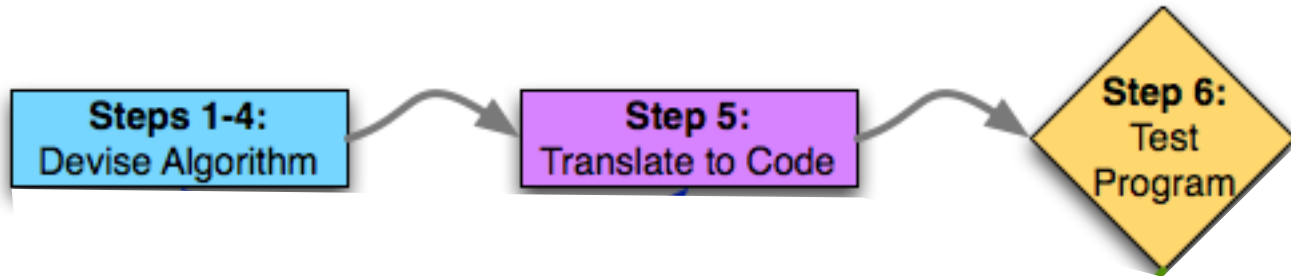 Steps 1-4:
Devise Algorithm
Step 5:
Translate to Code
Step 6:
Test
Program